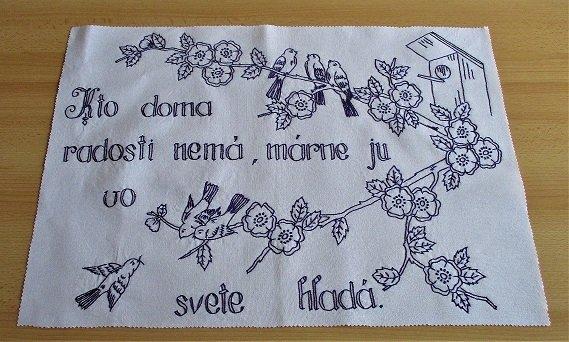 Kto doma
radosti nemá, márne ju
vo
svete hľadá.